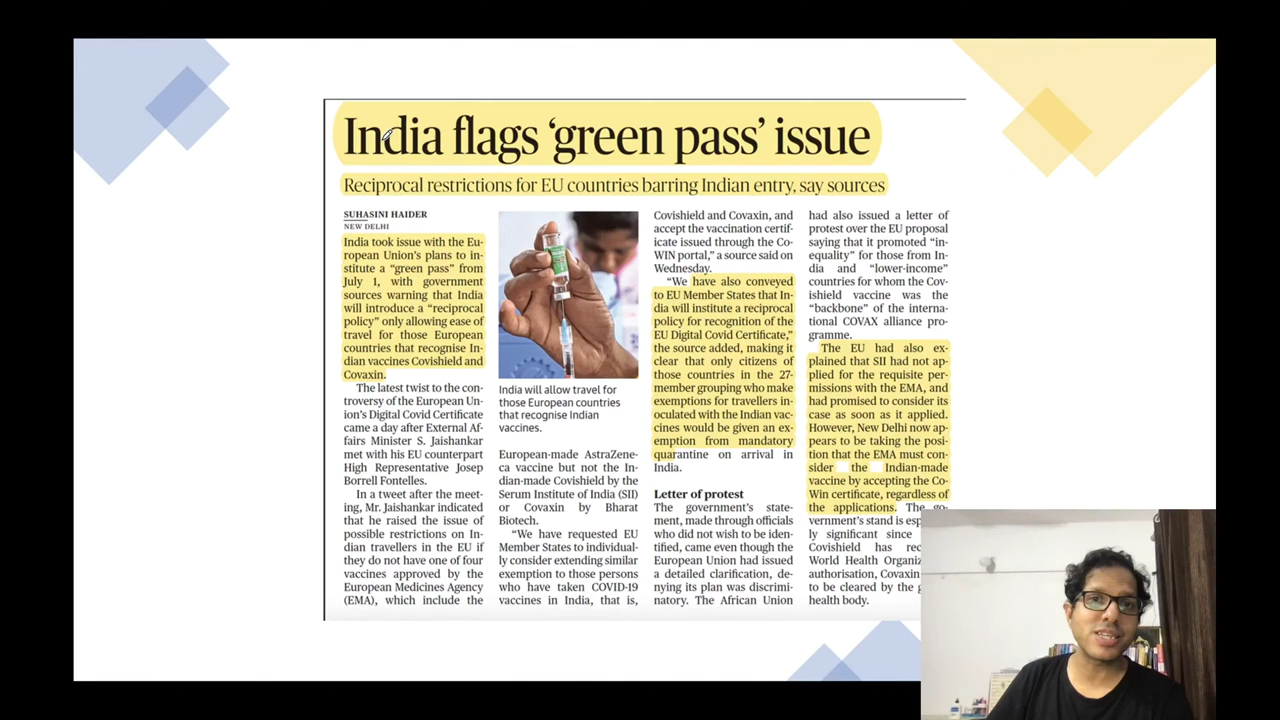 India flags ‘green pass’ issue
Reciprocal restrictions for EU countries barring Indian entry, say sources
SUHASINI HAIDER
NEW DELHI
India took issue with the Eu-
ropean Union's plans to in-
stitute a “green pass” from
July 1, with government
sources warning that India
will introduce a “reciprocal
policy” only allowing ease of
travel for those European
countries that recognise In-
dian vaccines Covishield and
Covaxin.
The latest twist to the con-
troversy of the European Un-
ion's Digital Covid Certificate
came a day after External Af-
fairs Minister S. Jaishankar
met with his EU counterpart
High Representative Josep
Borrell Fontelles.
In a tweet after the meet-
ing, Mr. Jaishankar indicated
that he raised the issue of
possible restrictions on In-
dian travellers in the EU if
they do not have one of four
vaccines approved by the
European Medicines Agency
(EMA), which include the
India will allow travel for
those European countries
that recognise Indian
vaccines.
European-made AstraZene-
ca vaccine but not the In-
dian-made Covishield by the
Serum Institute of India (SII)
or Covaxin by Bharat
Biotech.
“We have requested EU
Member States to individual-
ly consider extending similar
exemption to those persons
who have taken COVID-19
vaccines in India, that is,
Covishield and Covaxin, and
accept the vaccination certif-
icate issued through the Co-
WIN portal,” a source said on
Wednesday.
“We have also conveyed
to EU Member States that In-
dia will institute a reciprocal
policy for recognition of the
EU Digital Covid Certificate,”
the source added, making it
clear that only citizens of
those countries in the 27-
member grouping who make
exemptions for travellers in-
oculated with the Indian vac-
cines would be given an ex-
emption from mandatory
quarantine on arrival in
India.
Letter of protest
The government's state-
ment, made through officials
who did not wish to be iden-
tified, came even though the
European Union had issued
a detailed clarification, de-
nying its plan was discrimi-
natory. The African Union
had also issued a letter of
protest over the EU proposal
saying that it promoted “in-
equality” for those from In-
dia and “lower-income”
countries for whom the Cov-
ishield vaccine was the
“backbone” of the interna-
tional COVAX alliance pro-
gramme.
The EU had also ex-
plained that SII had not ap-
plied for the requisite per-
missions with the EMA, and
had promised to consider its
case as soon as it applied.
However, New Delhi now ap-
pears to be taking the posi-
tion that the EMA must con-
sider the Indian-made
vaccine by accepting the Co-
Win certificate, regardless of
the applications. The go-
vernment's stand is esp
ly significant since
Covishield has rec
World Health Organiz
authorisation, Covaxin
to be cleared by the g
health body.